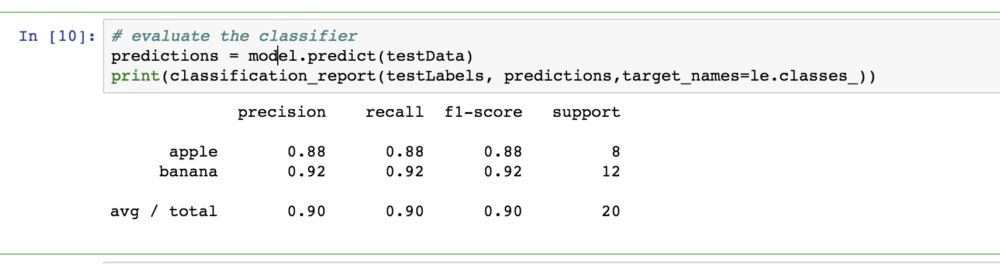 In [10]: # evaluate the classifier
predictions = model.predict(testData)
print(classification_report(testLabels, predictions,target_names=le.classes_))
precision recall f1-score support
apple 0.88 0.88 0.88 8
banana 0.92 0.92 0.92 12
avg / total 0.90 0.90 0.90 20